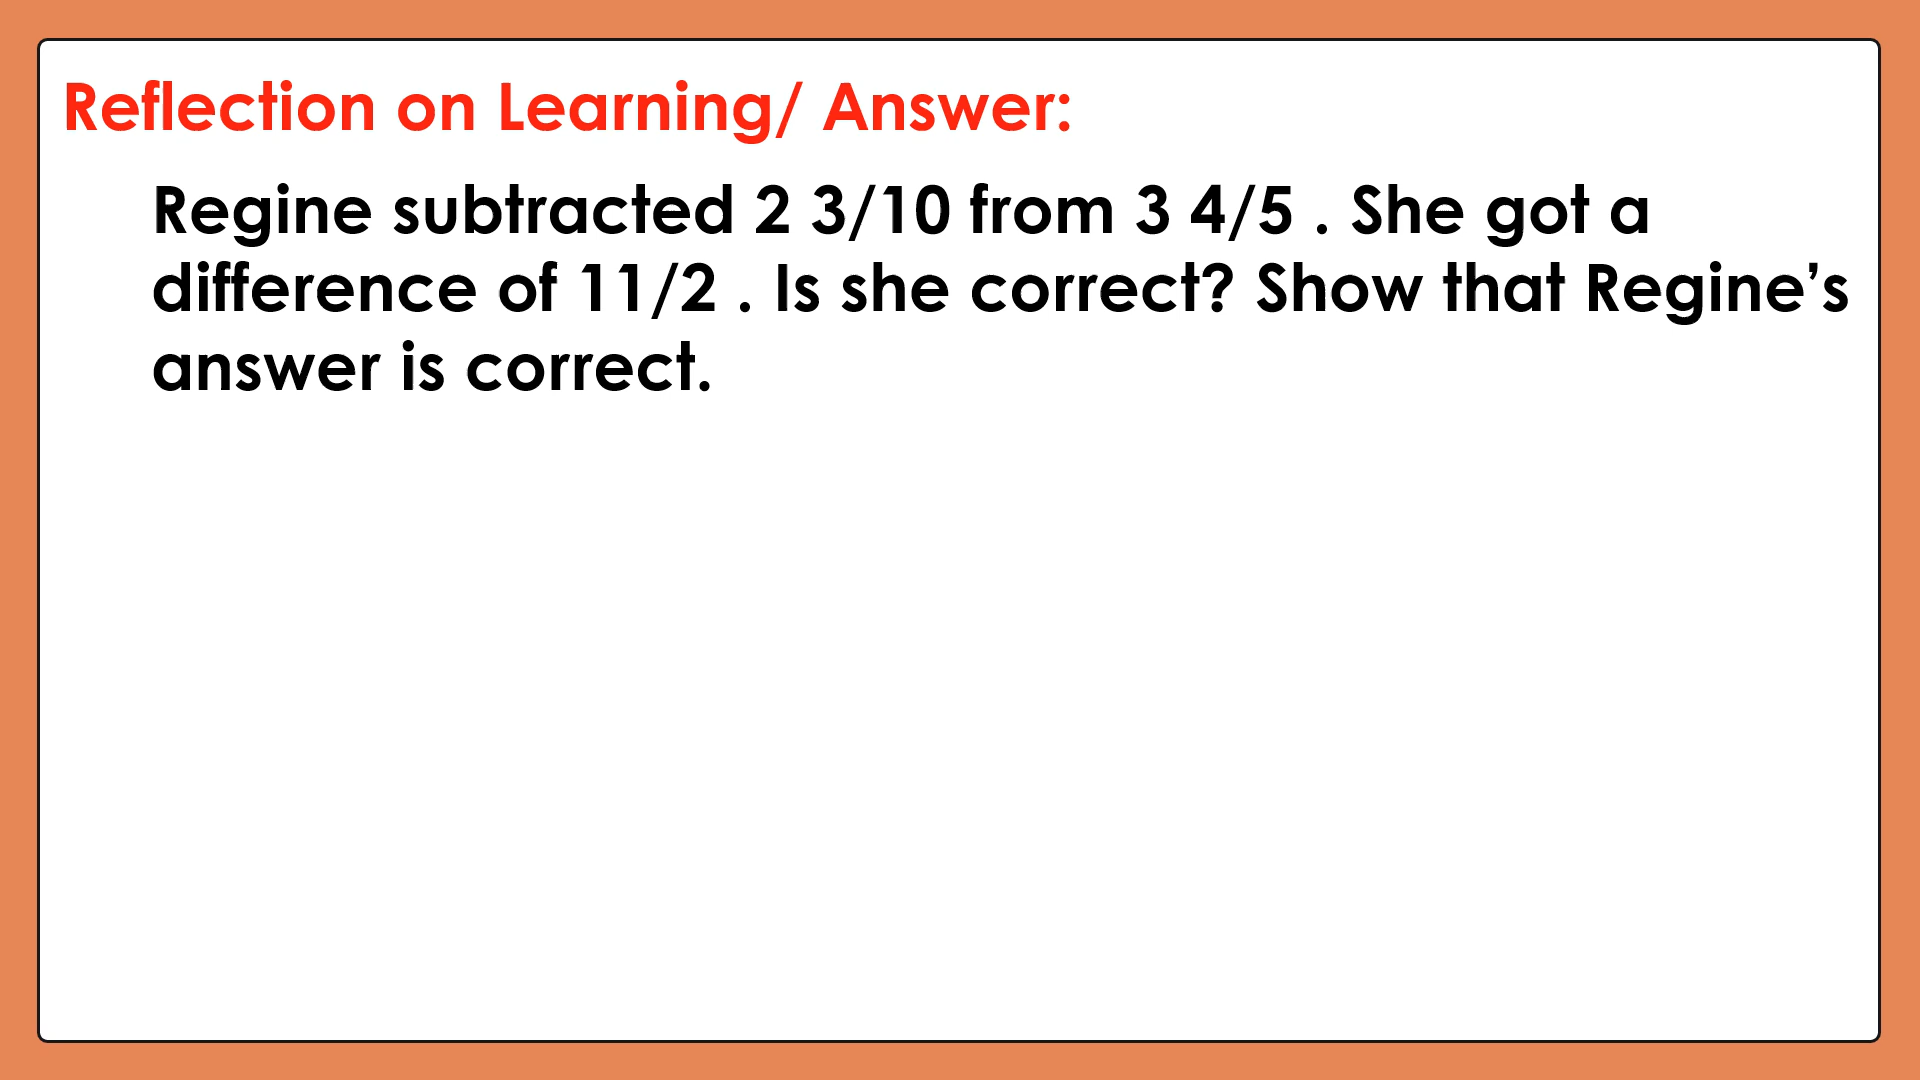 Reflection on Learning/ Answer:
Regine subtracted 2 3/10 from 3 4/5 . She got a
difference of 11/2 . Is she correct? Show that Regine’s
answer is correct.